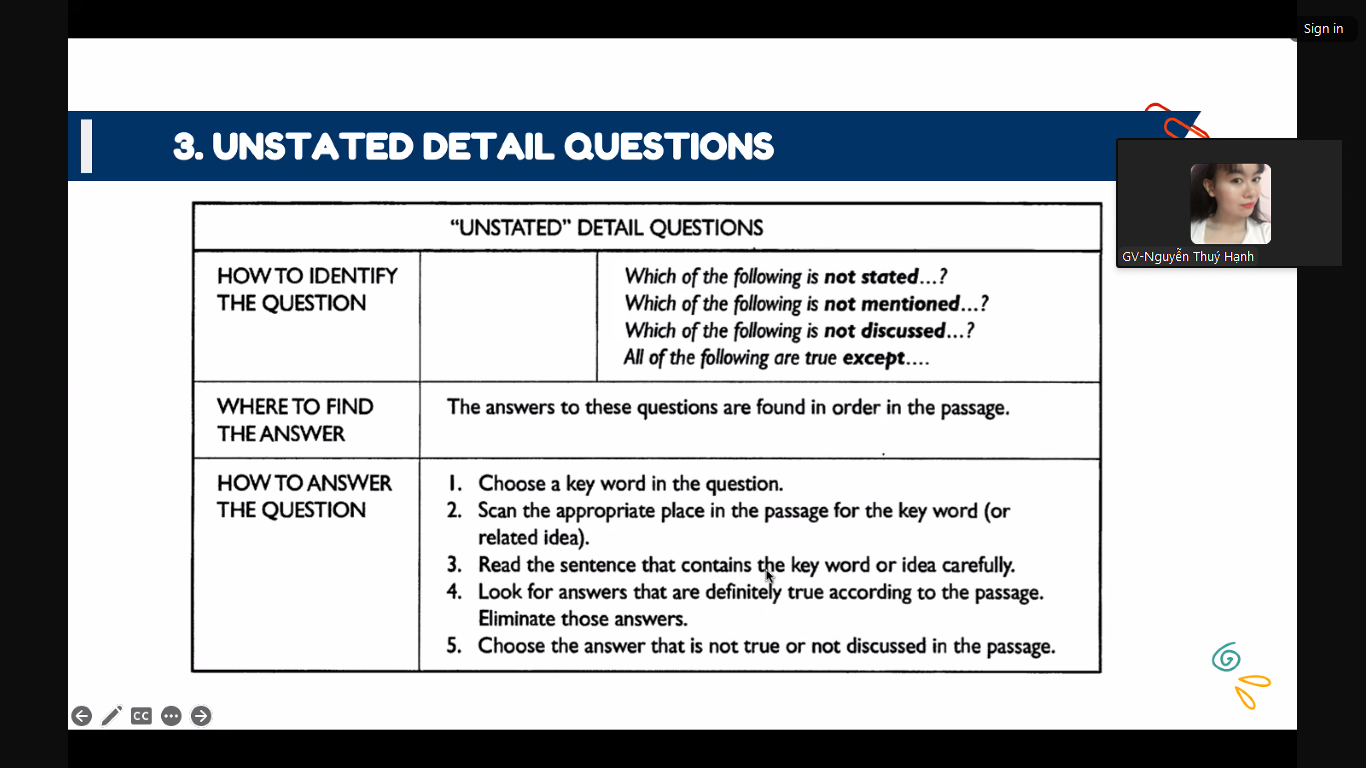 Sign in
3. UNSTATED DETAIL QUESTIONS
GV-Nguyễn Thuý Hạnh
“UNSTATED” DETAIL QUESTIONS
HOW TO IDENTIFY
THE QUESTION
Which of the following is not stated...?
Which of the following is not mentioned...?
Which of the following is not discussed...?
All of the following are true except....
WHERE TO FIND
THE ANSWER
The answers to these questions are found in order in the passage.
HOW TO ANSWER
THE QUESTION
1. Choose a key word in the question.
2. Scan the appropriate place in the passage for the key word (or
related idea).
3. Read the sentence that contains the key word or idea carefully.
4. Look for answers that are definitely true according to the passage.
Eliminate those answers.
5. Choose the answer that is not true or not discussed in the passage.
CC